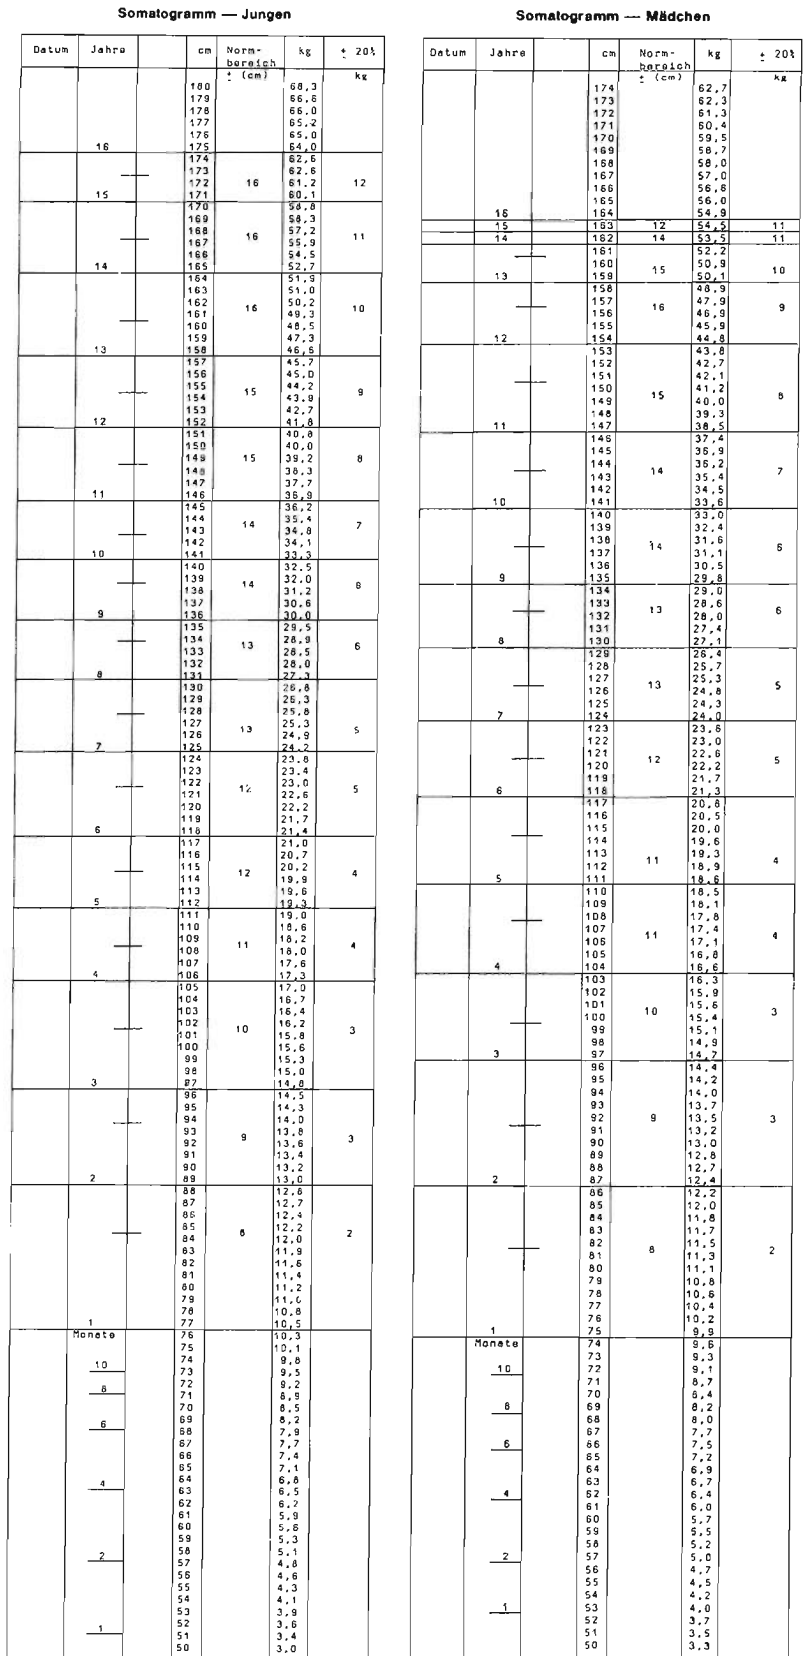 Somatogramm — Jungen
Datum Jahre cm Norm- kg ± 20%
bereich
± (cm) kg
180 68,3
179 66,6
178 66,0
177 65,2
176 65,0
16 175 64,0
174 62,6
173 62,6
172 16 61,2 12
15 171 60,1
170 58,8
169 58,3
168 57,2
167 16 55,9 11
166 54,5
14 165 52,7
164 51,9
163 51,0
162 16 50,2 10
161 49,3
160 48,5
159 47,3
13 158 46,6
157 45,7
156 45,0
155 15 44,2 9
154 43,9
153 42,7
12 152 41,8
151 40,8
150 40,0
149 15 39,2 8
148 38,3
147 37,7
11 146 36,9
145 36,2
144 14 35,4 7
143 34,8
142 34,1
10 141 33,3
140 32,5
139 14 32,0 6
138 31,2
137 30,6
9 136 30,0
135 29,5
134 13 28,9 6
133 28,5
132 28,0
8 131 27,3
130 26,8
129 26,3
128 25,8
127 13 25,3 5
126 24,9
7 125 24,2
124 23,8
123 23,4
122 12 23,0 5
121 22,6
120 22,2
119 21,7
6 118 21,4
117 21,0
116 20,7
115 12 20,2 4
114 19,9
113 19,6
5 112 19,3
111 19,0
110 18,6
109 11 18,2 4
108 18,0
107 17,6
4 106 17,3
105 17,0
104 16,7
103 16,4
102 10 16,2 3
101 15,8
100 15,6
99 15,3
98 15,0
3 97 14,8
96 14,5
95 14,3
94 14,0
93 9 13,8 3
92 13,6
91 13,4
90 13,2
2 89 13,0
88 12,8
87 12,7
86 12,4
85 12,2
84 8 12,0 2
83 11,9
82 11,6
81 11,4
80 11,2
79 11,0
78 10,8
1 77 10,5
Monate 76 10,3
75 10,1
74 9,8
10 73 9,5
72 9,2
8 71 8,9
70 8,5
69 8,2
6 68 7,9
67 7,7
66 7,4
65 7,1
64 6,8
4 63 6,5
62 6,2
61 5,9
60 5,6
59 5,3
58 5,1
2 57 4,8
56 4,6
55 4,3
54 4,1
53 3,9
52 3,6
1 51 3,4
50 3,0
Somatogramm — Mädchen
Datum Jahre cm Norm- kg ± 20%
bereich
± (cm) kg
174 62,7
173 62,3
172 61,3
171 60,4
170 59,5
169 58,7
168 58,0
167 57,0
166 56,6
165 56,0
16 164 54,9
15 163 12 54,5 11
14 162 14 53,5 11
161 52,2
160 15 50,9 10
13 159 50,1
158 48,9
157 16 47,9 9
156 46,9
155 45,9
12 154 44,8
153 43,8
152 42,7
151 42,1
150 15 41,2 8
149 40,0
148 39,3
11 147 38,5
146 37,4
145 36,9
144 14 36,2 7
143 35,4
142 34,5
10 141 33,6
140 33,0
139 32,4
138 14 31,6 6
137 31,1
136 30,5
9 135 29,8
134 29,0
133 13 28,6 6
132 28,0
131 27,4
8 130 27,1
129 26,4
128 25,7
127 13 25,3 5
126 24,8
125 24,3
7 124 24,0
123 23,6
122 23,0
121 12 22,6 5
120 22,2
119 21,7
6 118 21,3
117 20,8
116 20,5
115 20,0
114 19,6
113 11 19,3 4
112 18,9
5 111 18,6
110 18,5
109 18,1
108 17,8
107 11 17,4 4
106 17,1
105 16,8
4 104 16,6
103 16,3
102 15,9
101 10 15,6 3
100 15,4
99 15,1
98 14,9
3 97 14,7
96 14,4
95 14,2
94 14,0
93 13,7
92 9 13,5 3
91 13,2
90 13,0
89 12,8
88 12,7
2 87 12,4
86 12,2
85 12,0
84 11,8
83 11,7
82 8 11,5 2
81 11,3
80 11,1
79 10,8
78 10,6
77 10,4
76 10,2
1 75 9,9
Monate 74 9,6
73 9,3
10 72 9,1
71 8,7
70 8,4
8 69 8,2
68 8,0
67 7,7
6 66 7,5
65 7,2
64 6,9
63 6,7
4 62 6,4
61 6,0
60 5,7
59 5,5
58 5,2
2 57 5,0
56 4,7
55 4,5
54 4,2
1 53 4,0
52 3,7
51 3,5
50 3,3